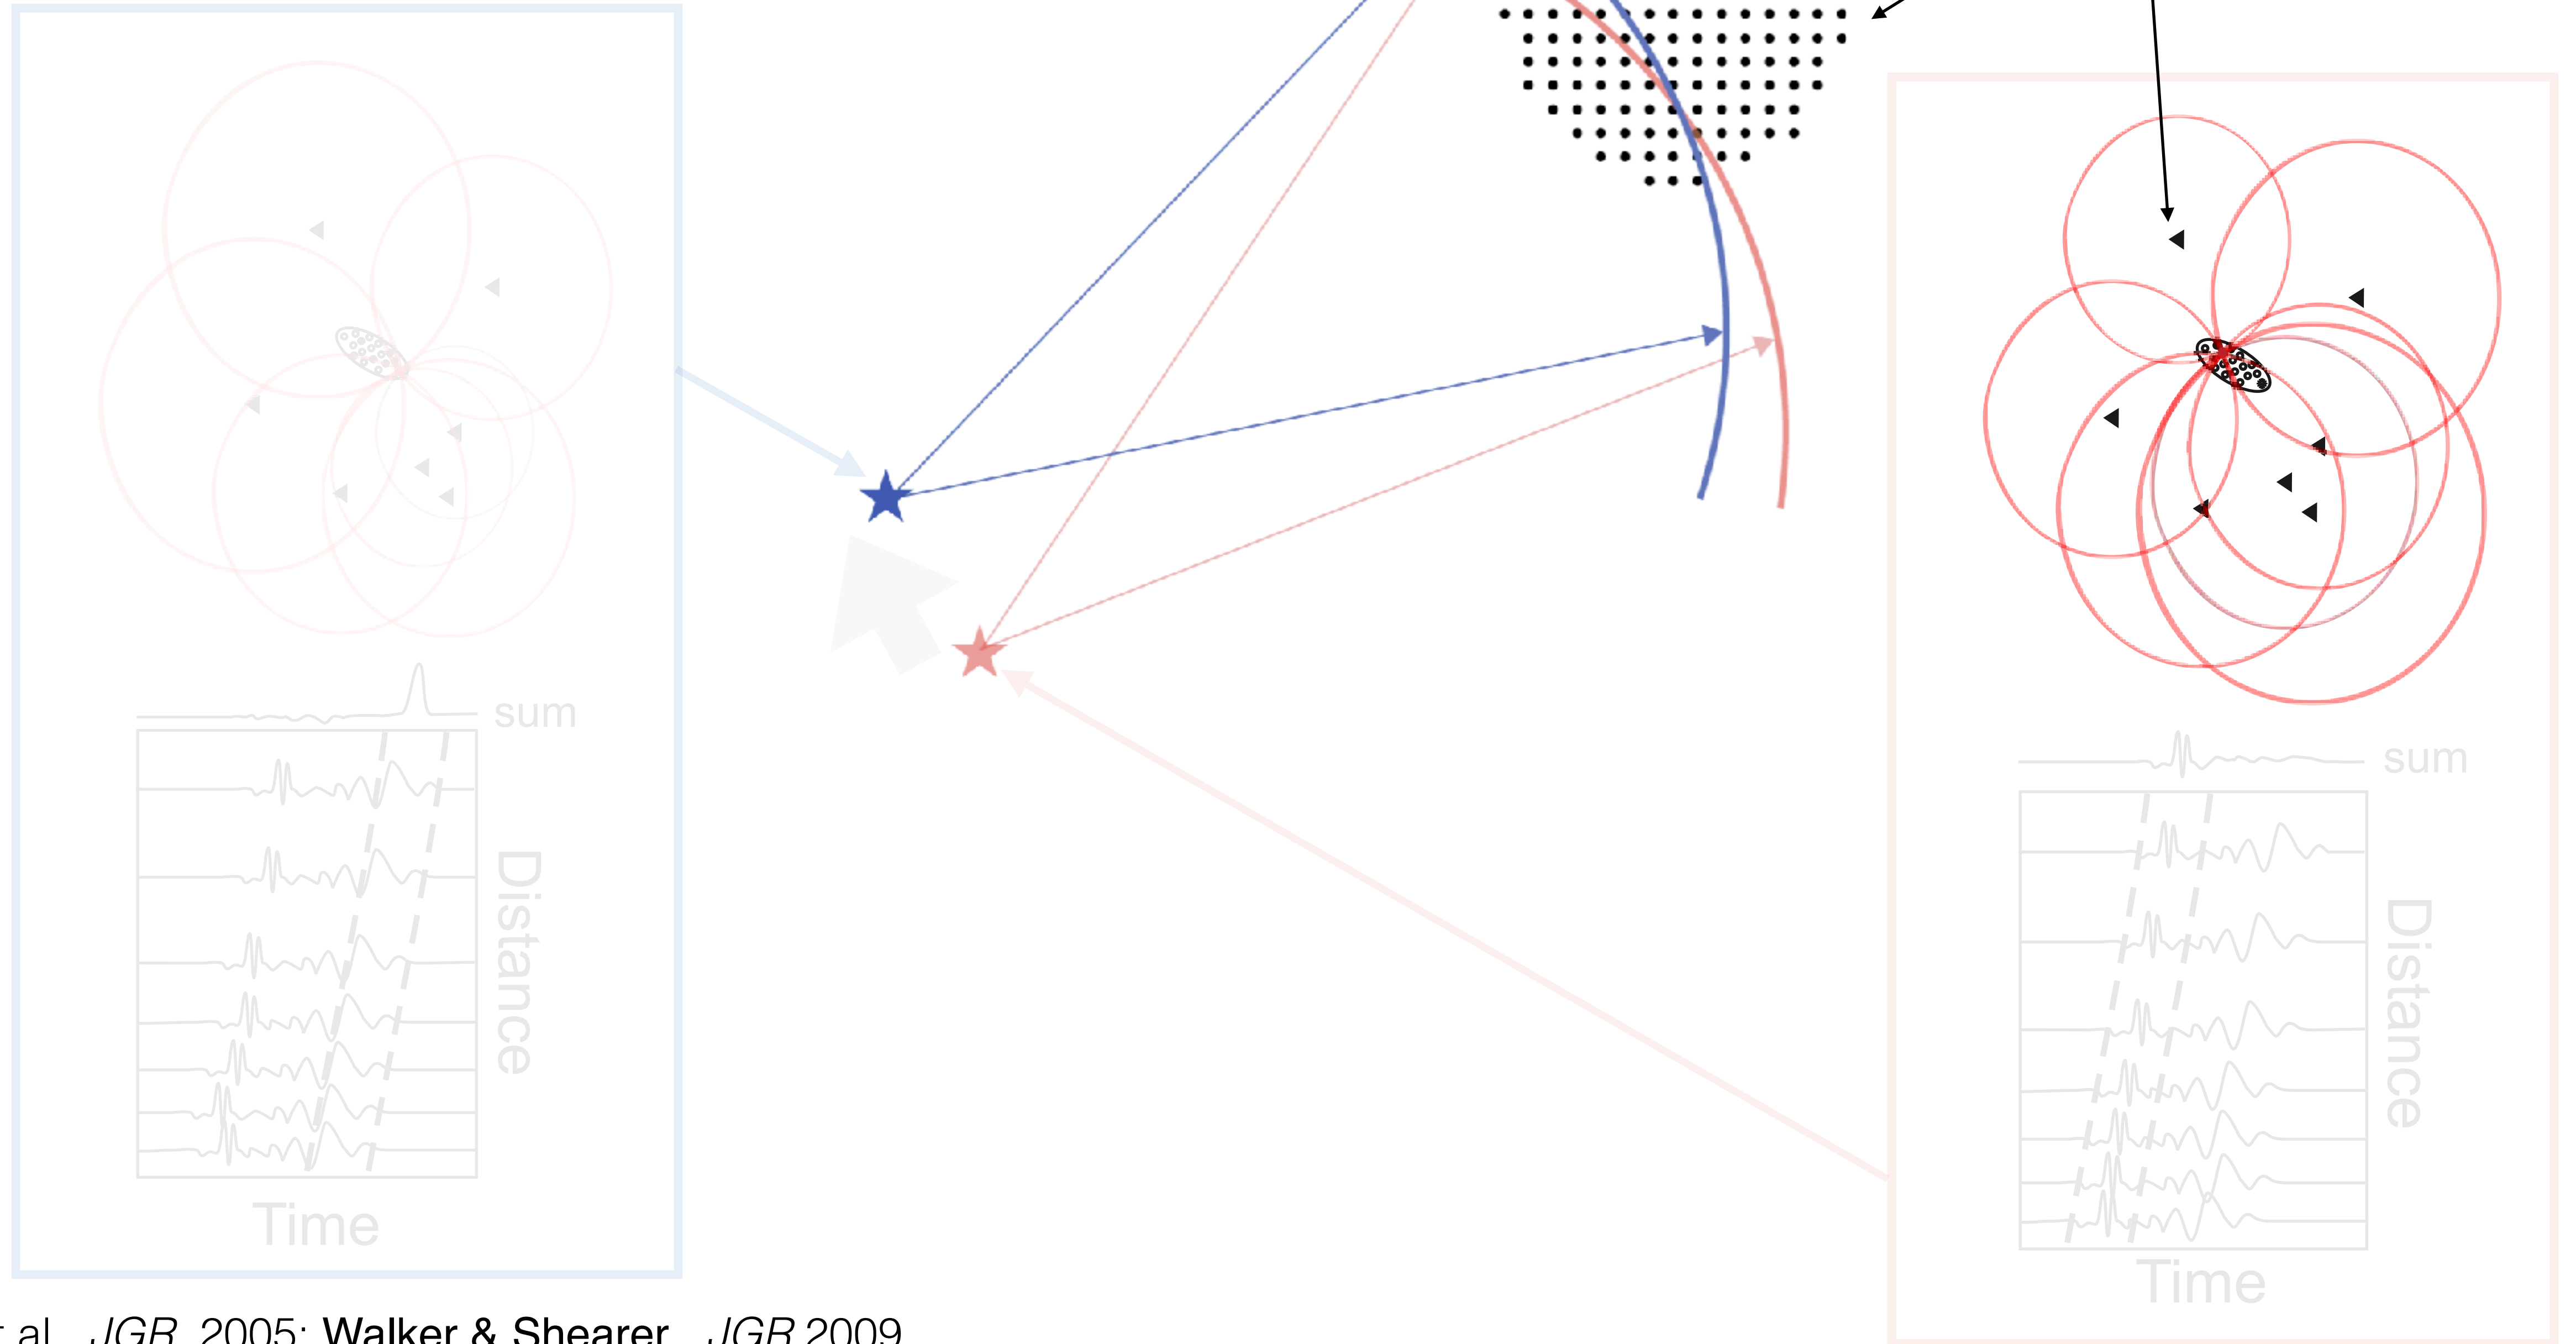 sum
Distance
Time
sum
Distance
Time
al., JGR, 2005; Walker & Shearer, JGR 2009